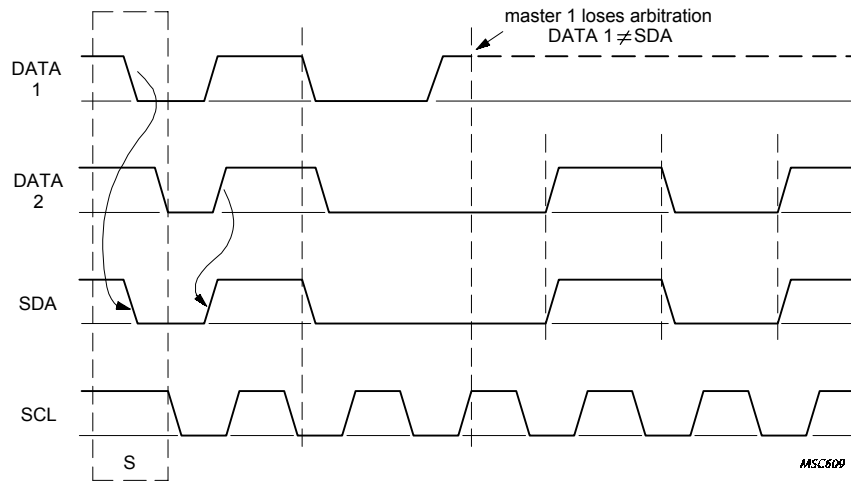 master 1 loses arbitration
DATA 1 ≠ SDA
DATA
1
DATA
2
SDA
SCL
S
MSC609